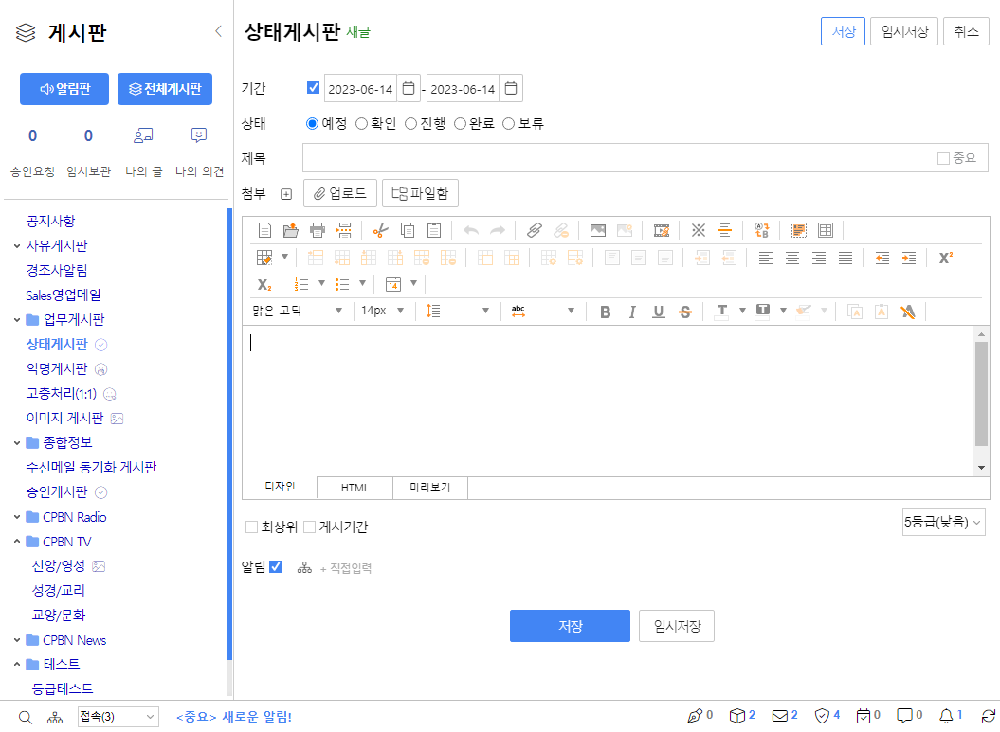 게시판
알림판 전체게시판
0 0
승인요청 임시보관 나의 글 나의 의견
공지사항
자유게시판
경조사알림
Sales영업메일
업무게시판
상태게시판
익명게시판
고충처리(1:1)
이미지 게시판
종합정보
수신메일 동기화 게시판
승인게시판
CPBN Radio
CPBN TV
신앙/영성
성경/교리
교양/문화
CPBN News
테스트
등급테스트
상태게시판 새글
저장 임시저장 취소
기간 2023-06-14 - 2023-06-14
상태 예정 확인 진행 완료 보류
제목 중요
첨부 업로드 파일함
맑은 고딕 14px abc B I U S T T
디자인 HTML 미리보기
최상위 게시기간 5등급(낮음)
알림 + 직접입력
저장 임시저장
접속(3) <중요> 새로운 알림! 0 2 2 4 0 0 1